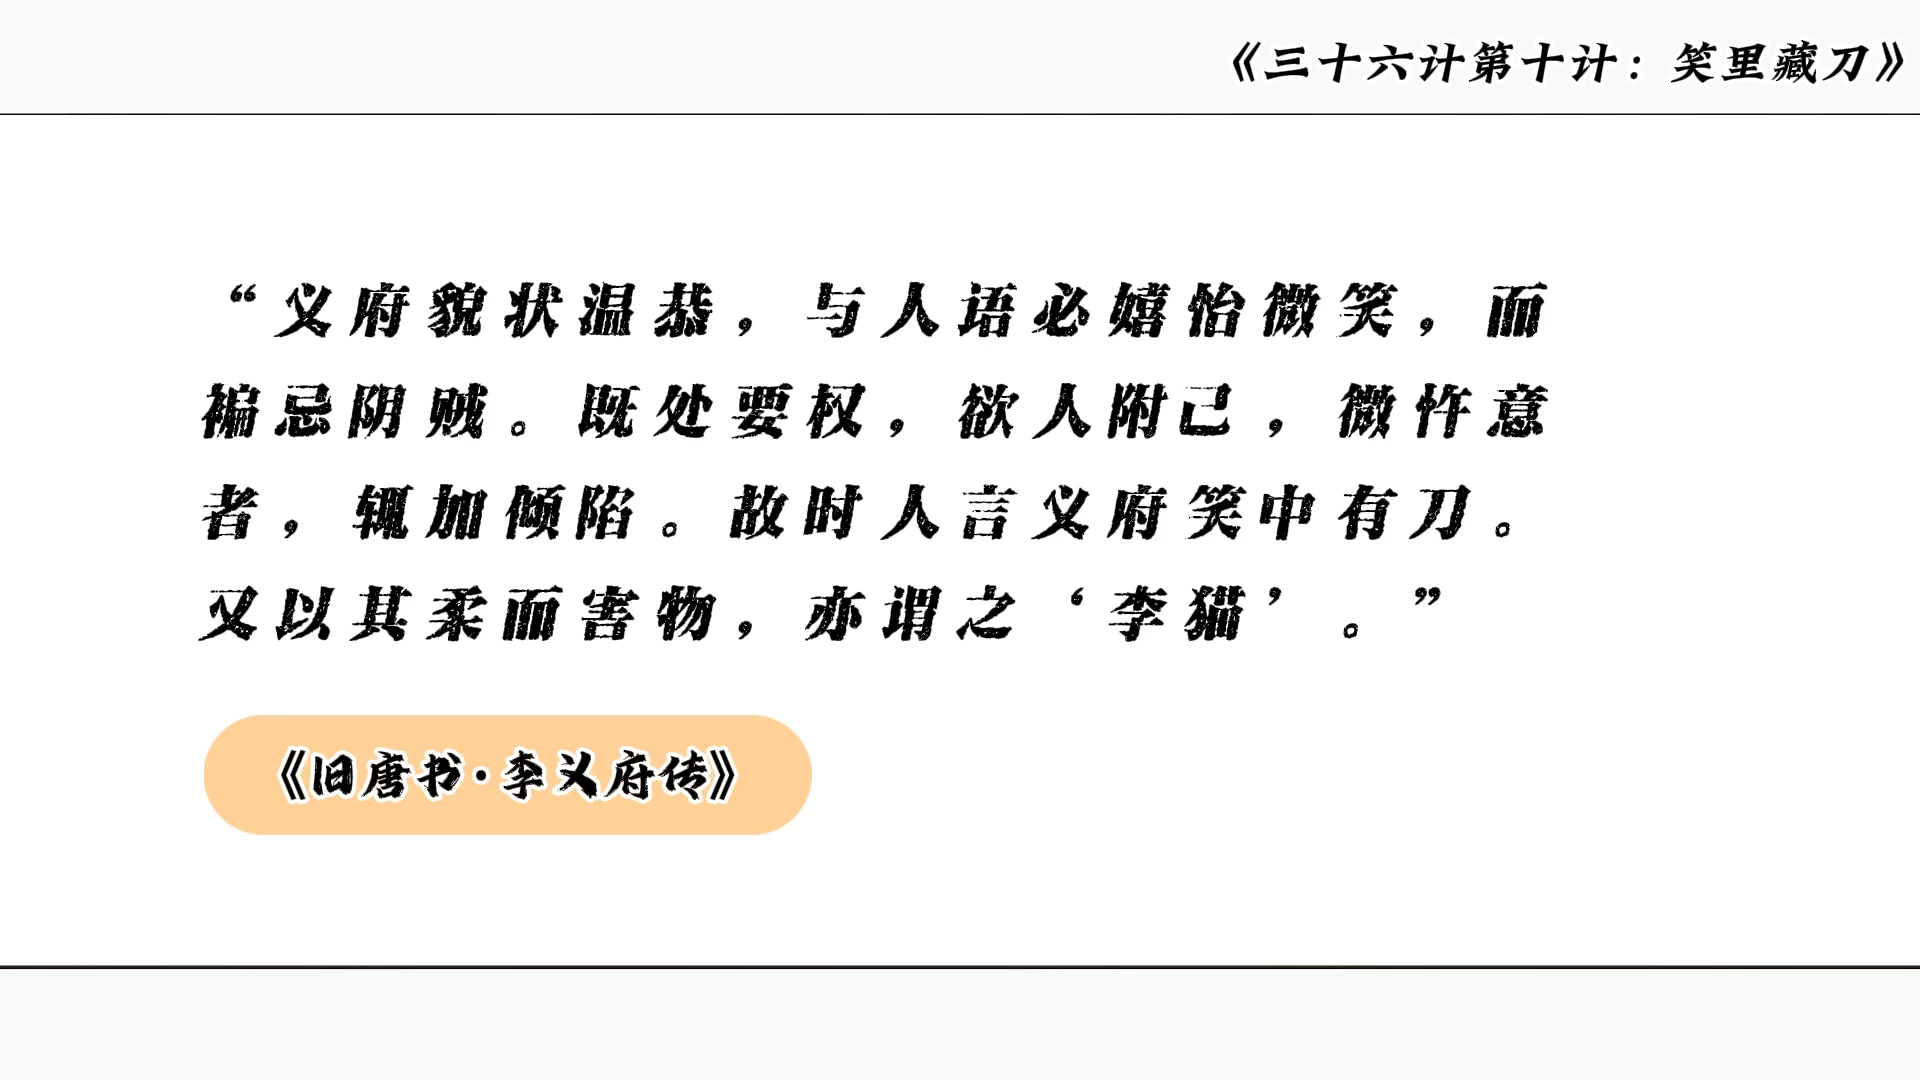 《三十六计第十计：笑里藏刀》
“义府貌状温恭，与人语必嬉怡微笑，而
褊忌阴贼。既处要权，欲人附己，微忤意
者，辄加倾陷。故时人言义府笑中有刀。
又以其柔而害物，亦谓之‘李猫’。”
《旧唐书·李义府传》